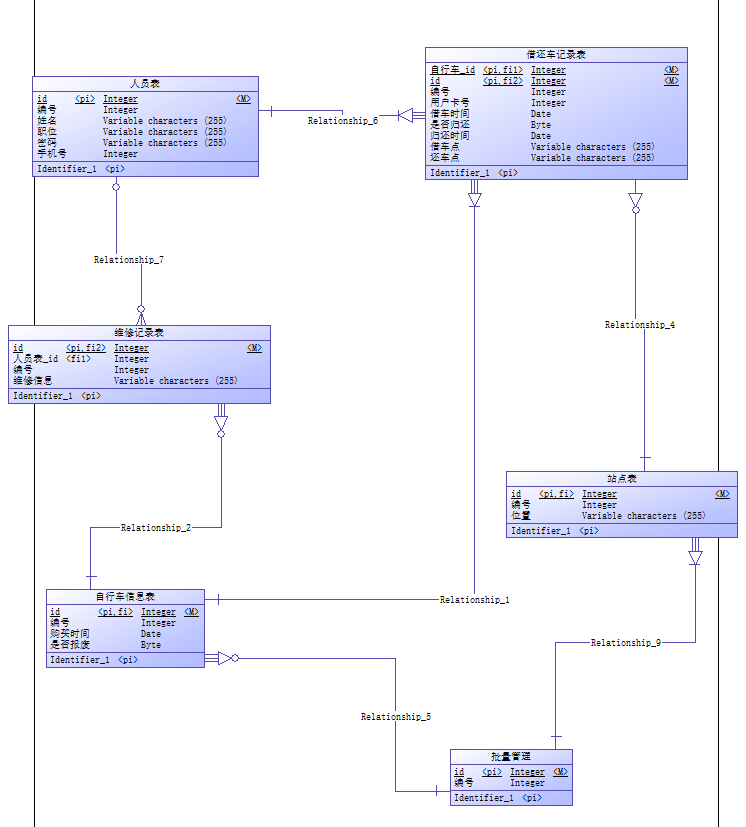 借还车记录表
自行车_id <pi,fi1> Integer <M>
id <pi,fi2> Integer <M>
编号 Integer
用户卡号 Integer
借车时间 Date
是否归还 Byte
归还时间 Date
借车点 Variable characters (255)
还车点 Variable characters (255)
Identifier_1 <pi>
人员表
id <pi> Integer <M>
编号 Integer
姓名 Variable characters (255)
职位 Variable characters (255)
密码 Variable characters (255)
手机号 Integer
Identifier_1 <pi>
Relationship_6
Relationship_7
Relationship_4
维修记录表
id <pi,fi2> Integer <M>
人员表_id <fi1> Integer
编号 Integer
维修信息 Variable characters (255)
Identifier_1 <pi>
站点表
id <pi,fi> Integer <M>
编号 Integer
位置 Variable characters (255)
Identifier_1 <pi>
Relationship_2
自行车信息表
id <pi,fi> Integer <M>
编号 Integer
购买时间 Date
是否报废 Byte
Identifier_1 <pi>
Relationship_1
Relationship_9
Relationship_5
批量管理
id <pi> Integer <M>
编号 Integer
Identifier_1 <pi>